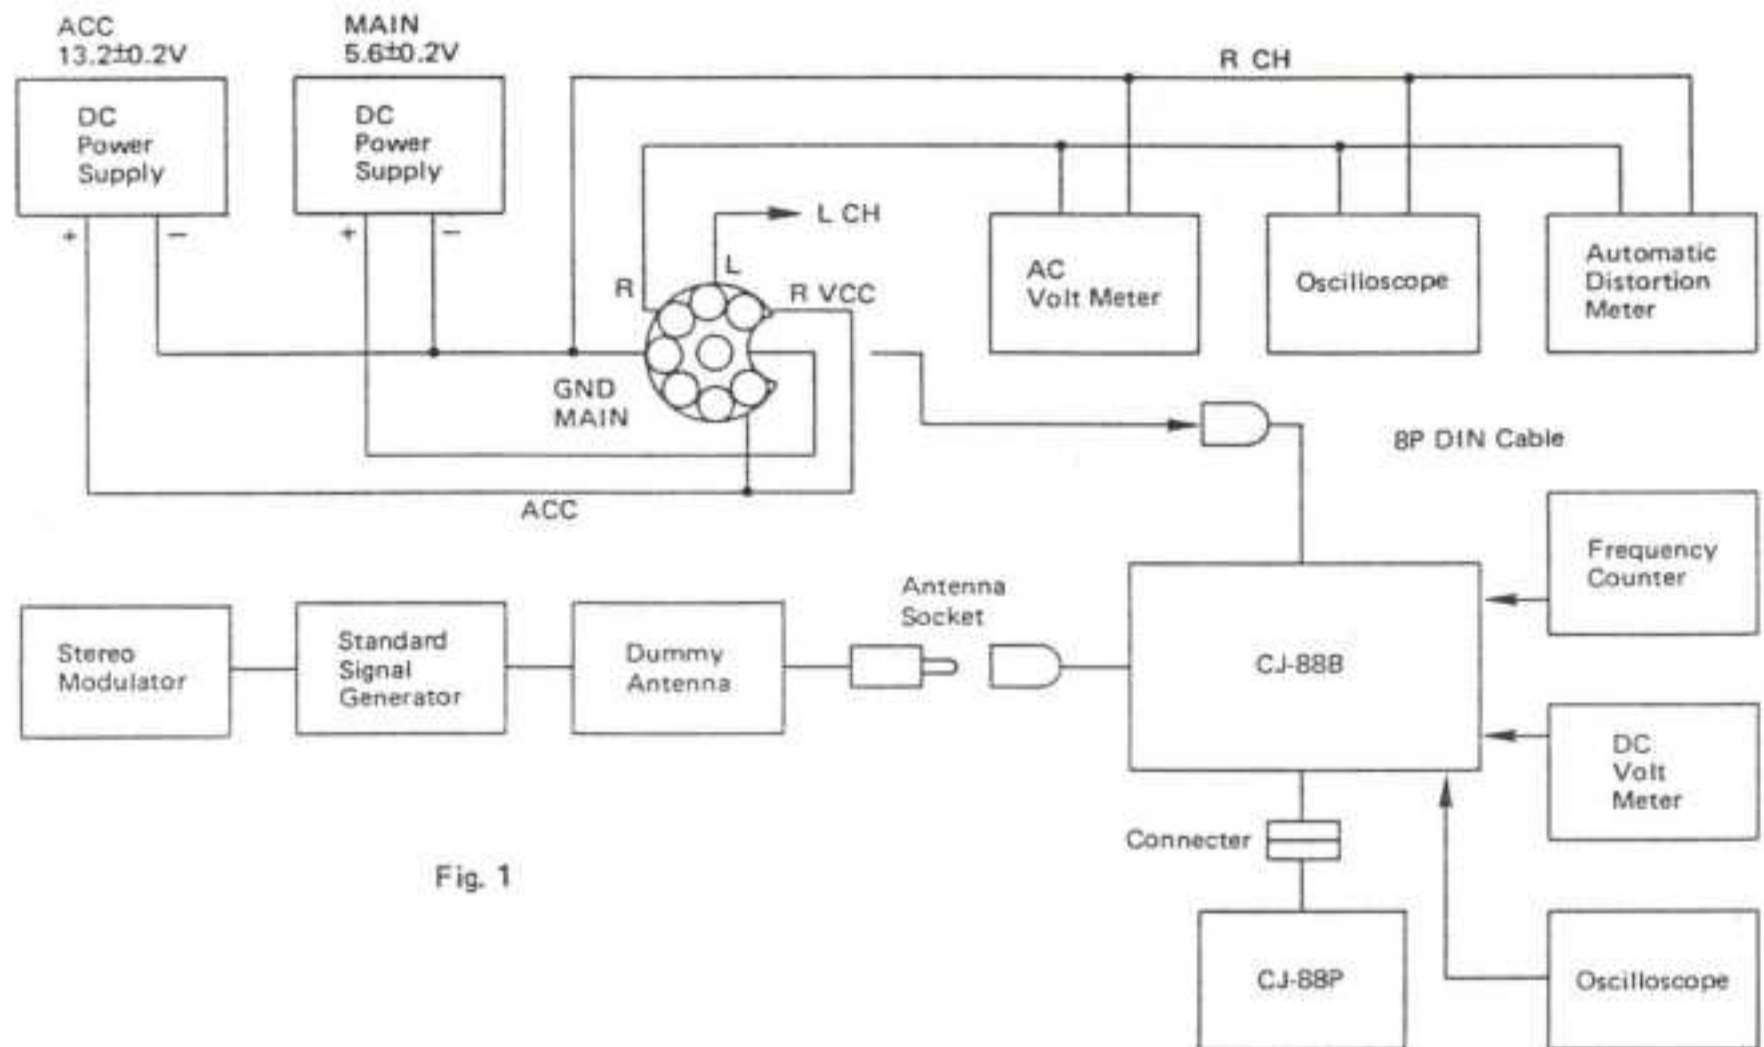 ACC
13.2±0.2V
MAIN
5.6±0.2V
R CH
DC
Power
Supply
DC
Power
Supply
+
−
+
−
L CH
L
R
R VCC
AC
Volt Meter
Oscilloscope
Automatic
Distortion
Meter
GND
MAIN
8P DIN Cable
ACC
Frequency
Counter
Antenna
Socket
Stereo
Modulator
Standard
Signal
Generator
Dummy
Antenna
CJ-88B
DC
Volt
Meter
Connecter
Fig. 1
CJ-88P
Oscilloscope